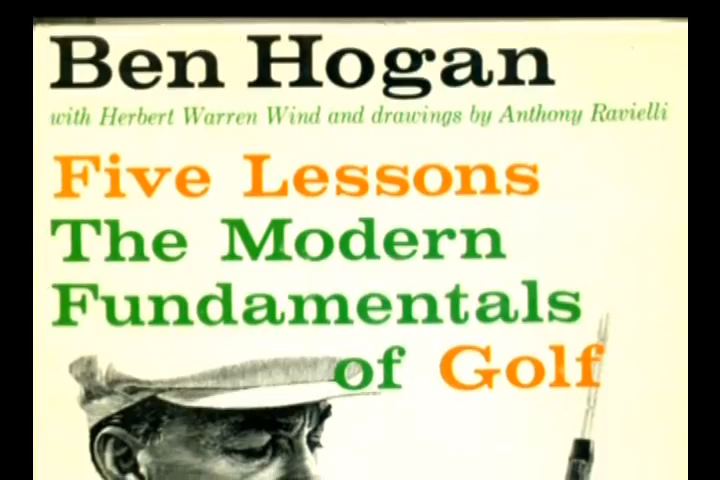 Ben Hogan
with Herbert Warren Wind and drawings by Anthony Ravielli
Five Lessons
The Modern
Fundamentals
of Golf